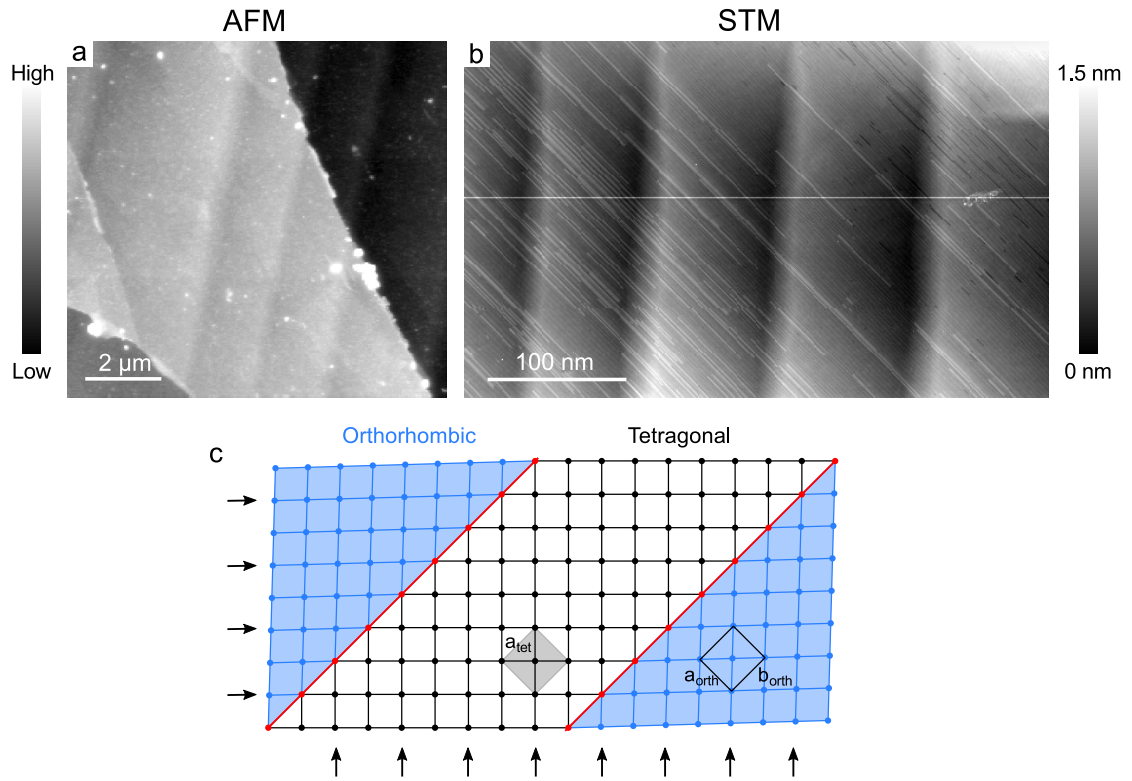 AFM
STM
a
b
High
Low
2 µm
100 nm
1.5 nm
0 nm
c
Orthorhombic
Tetragonal
a_tet
a_orth
b_orth